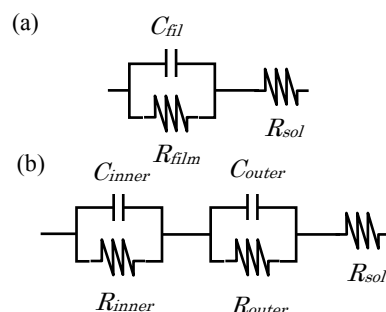 (a)
C_fil
R_film
R_sol
(b)
C_inner C_outer
R_inner R_outer
R_sol